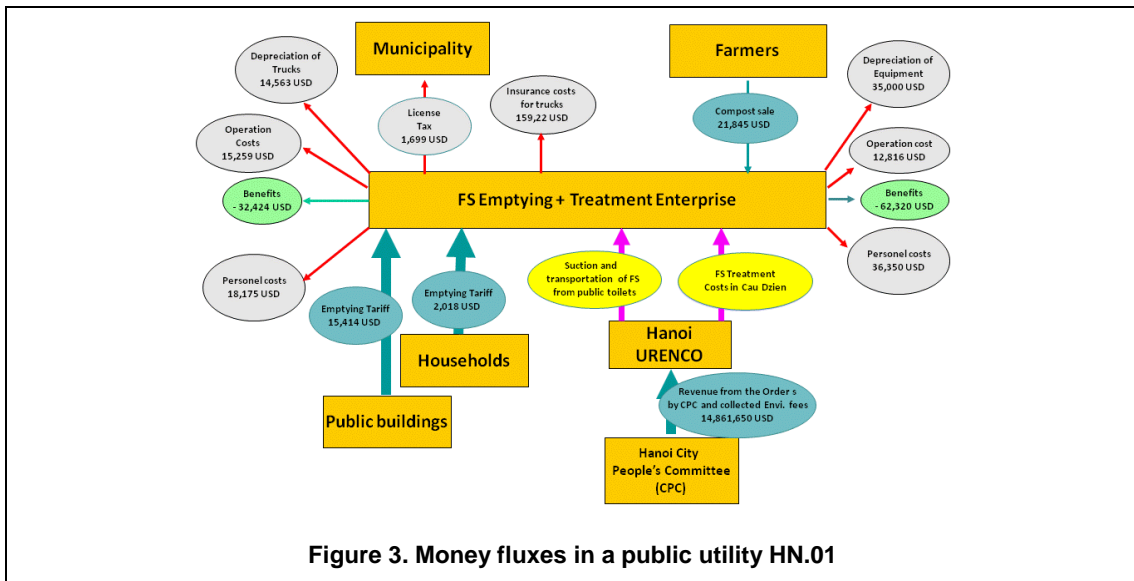 Municipality
Farmers
Depreciation of
Trucks
14,563 USD
Depreciation of
Equipment
35,000 USD
Insurance costs
for trucks
159,22 USD
License
Tax
1,699 USD
Compost sale
21,845 USD
Operation
Costs
15,259 USD
Operation cost
12,816 USD
Benefits
- 32,424 USD
FS Emptying + Treatment Enterprise
Benefits
- 62,320 USD
Personel costs
18,175 USD
Personel costs
36,350 USD
Suction and
transportation of FS
from public toilets
FS Treatment
Costs in Cau Dzien
Emptying Tariff
15,414 USD
Emptying Tariff
2,018 USD
Households
Hanoi
URENCO
Public buildings
Revenue from the Order s
by CPC and collected Envi. fees
14,861,650 USD
Hanoi City
People's Committee
(CPC)
Figure 3. Money fluxes in a public utility HN.01